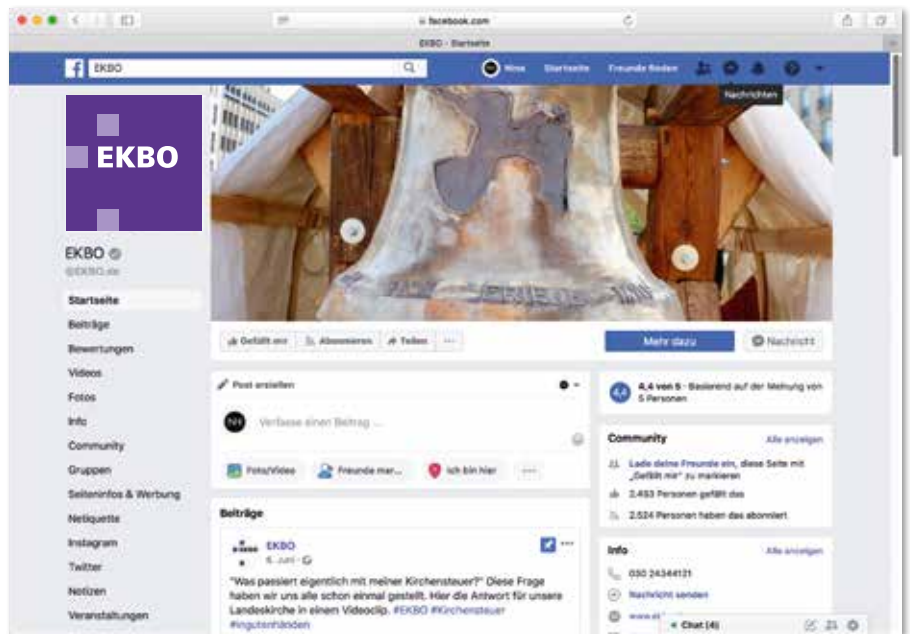 facebook.com
EKBO - Startseite
EKBO
Nina Startseite Freunde finden
Nachrichten
EKBO
EKBO
@EKBO.de
Startseite
Beiträge
Bewertungen
Videos
Fotos
Info
Community
Gruppen
Seiteninfos & Werbung
Netiquette
Instagram
Twitter
Notizen
Veranstaltungen
FRIEDE
Gefällt mir Abonnieren Teilen ...
Mehr dazu
Nachricht
Post erstellen
NH
Verfasse einen Beitrag ...
Foto/Video Freunde mar... Ich bin hier ...
Beiträge
EKBO
6. Juni
"Was passiert eigentlich mit meiner Kirchensteuer?" Diese Frage
haben wir uns alle schon einmal gestellt. Hier die Antwort für unsere
Landeskirche in einem Videoclip. #EKBO #Kirchensteuer
#ingutenhänden
4,4
4,4 von 5 · Basierend auf der Meinung von
5 Personen
Community Alle anzeigen
Lade deine Freunde ein, diese Seite mit
„Gefällt mir“ zu markieren
2.493 Personen gefällt das
2.524 Personen haben das abonniert
Info Alle anzeigen
030 24344121
Nachricht senden
Chat (4)